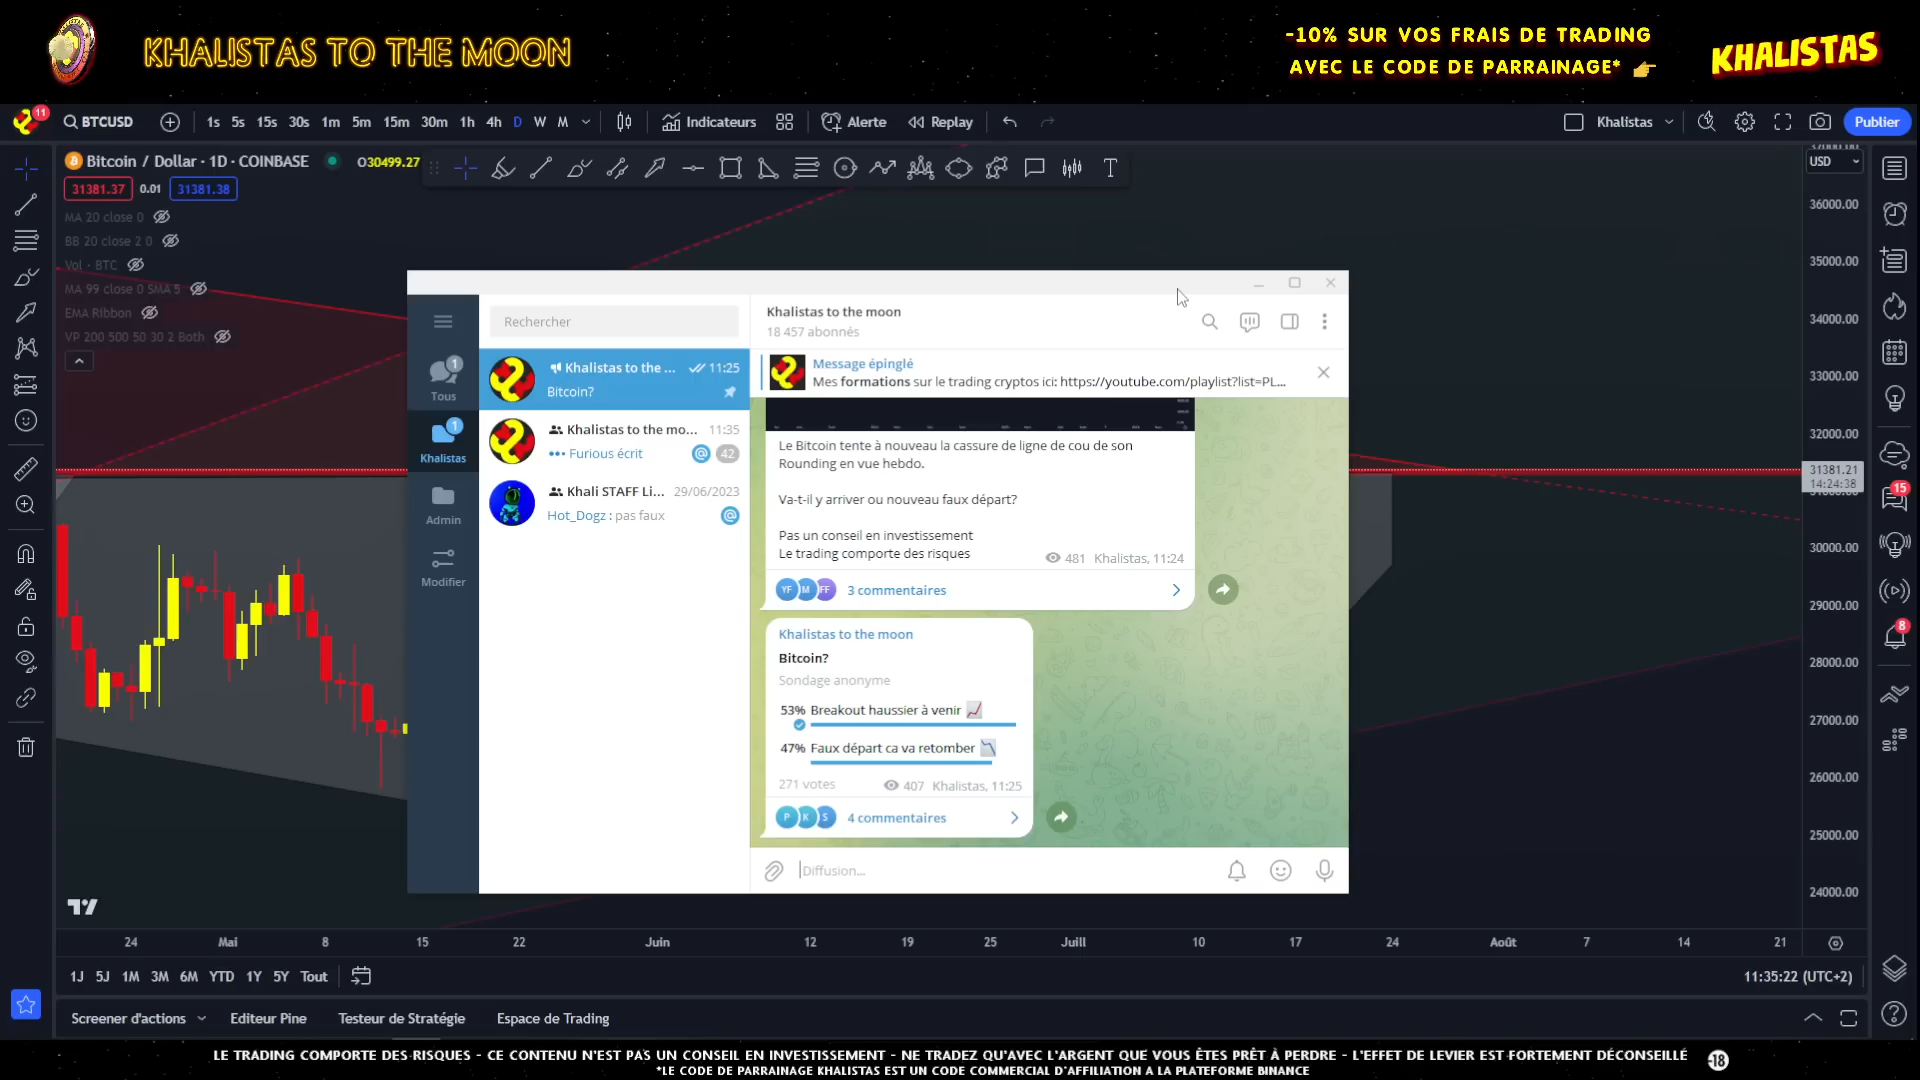 KHALISTAS TO THE MOON
-10% SUR VOS FRAIS DE TRADING
AVEC LE CODE DE PARRAINAGE* 👉
KHALISTAS
11
BTCUSD
1s 5s 15s 30s 1m 5m 15m 30m 1h 4h D W M
Indicateurs
Alerte
Replay
Khalistas
Publier
Bitcoin / Dollar · 1D · COINBASE
O30499.27
USD
31381.37 0.01 31381.38
MA 20 close 0
BB 20 close 2 0
Vol · BTC
MA 99 close 0 SMA 5
EMA Ribbon
VP 200 500 50 30 2 Both
36000.00
35000.00
34000.00
33000.00
32000.00
31381.21
14:24:38
30000.00
29000.00
28000.00
27000.00
26000.00
25000.00
24000.00
15
8
1
Tous
1
Khalistas
Admin
Modifier
Rechercher
Khalistas to the ... 11:25
Bitcoin?
Khalistas to the mo... 11:35
Furious écrit
@ 42
Khali STAFF Li... 29/06/2023
Hot_Dogz : pas faux
@
Khalistas to the moon
18 457 abonnés
Message épinglé
Mes formations sur le trading cryptos ici: https://youtube.com/playlist?list=PL...
Le Bitcoin tente à nouveau la cassure de ligne de cou de son
Rounding en vue hebdo.
Va-t-il y arriver ou nouveau faux départ?
Pas un conseil en investissement
Le trading comporte des risques
481 Khalistas, 11:24
YF M FF 3 commentaires
Khalistas to the moon
Bitcoin?
Sondage anonyme
53% Breakout haussier à venir 📈
47% Faux départ ca va retomber 📉
271 votes
407 Khalistas, 11:25
P K S 4 commentaires
Diffusion...
24 Mai 8 15 22 Juin 12 19 25 Juill 10 17 24 Août 7 14 21
1J 5J 1M 3M 6M YTD 1Y 5Y Tout
11:35:22 (UTC+2)
Screener d'actions Editeur Pine Testeur de Stratégie Espace de Trading
LE TRADING COMPORTE DES RISQUES - CE CONTENU N'EST PAS UN CONSEIL EN INVESTISSEMENT - NE TRADEZ QU'AVEC L'ARGENT QUE VOUS ÊTES PRÊT À PERDRE - L'EFFET DE LEVIER EST FORTEMENT DÉCONSEILLÉ
-18
*LE CODE DE PARRAINAGE KHALISTAS EST UN CODE COMMERCIAL D'AFFILIATION A LA PLATEFORME BINANCE